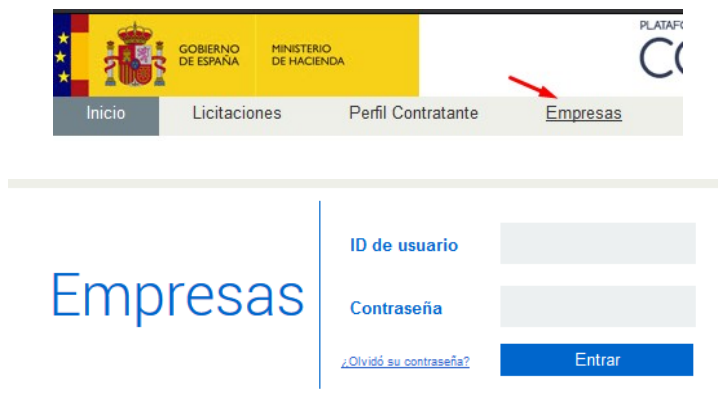 GOBIERNO DE ESPAÑA
MINISTERIO DE HACIENDA
Inicio Licitaciones Perfil Contratante Empresas
Empresas
ID de usuario
Contraseña
¿Olvidó su contraseña? Entrar